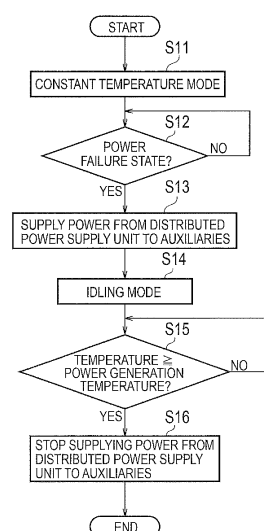 START
S11
CONSTANT TEMPERATURE MODE
S12
POWER
FAILURE STATE?
NO
YES
S13
SUPPLY POWER FROM DISTRIBUTED
POWER SUPPLY UNIT TO AUXILIARIES
S14
IDLING MODE
S15
TEMPERATURE ≧
POWER GENERATION
TEMPERATURE?
NO
YES
S16
STOP SUPPLYING POWER FROM
DISTRIBUTED POWER SUPPLY
UNIT TO AUXILIARIES
END